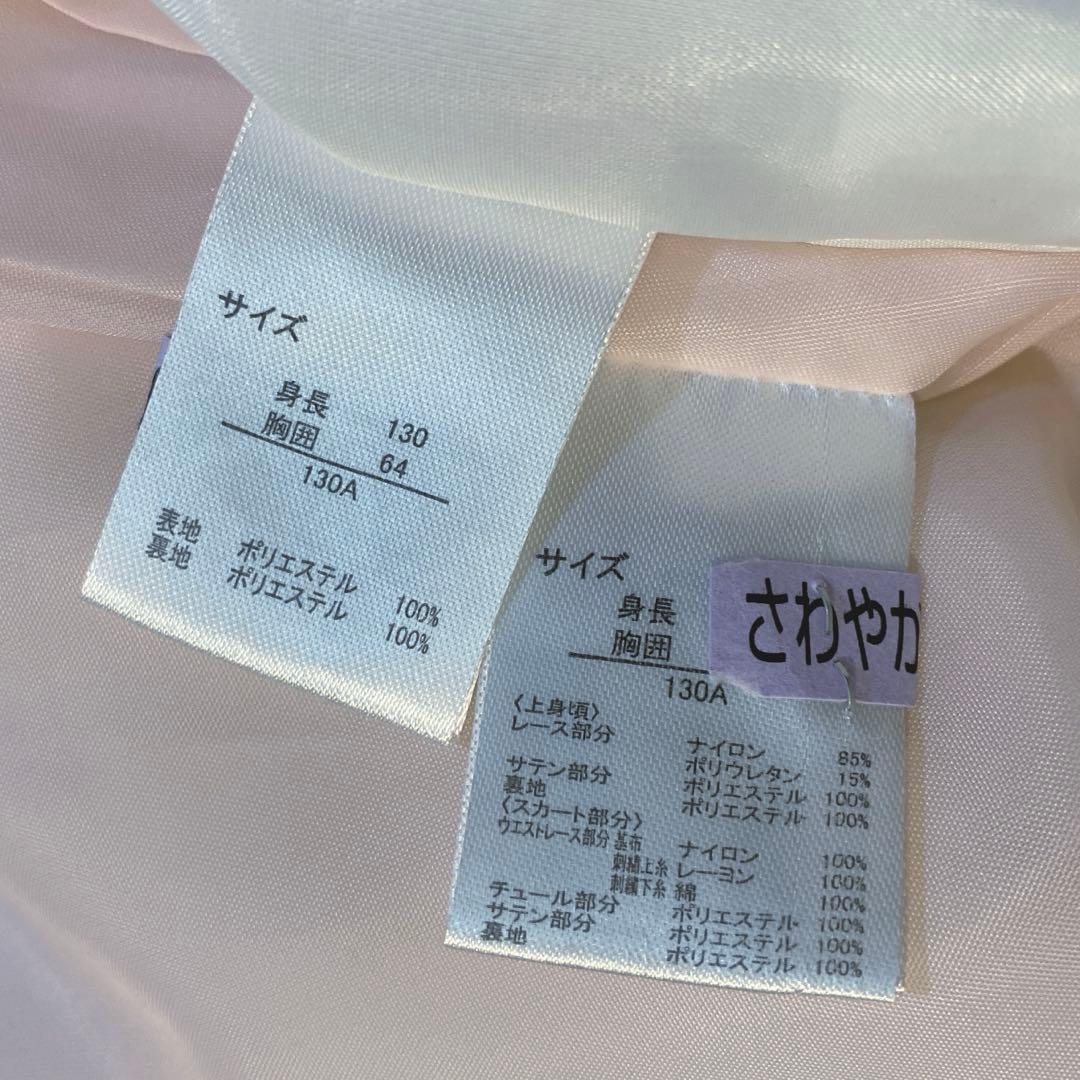 サイズ
身長 130
胸囲 64
130A
表地 ポリエステル 100%
裏地 ポリエステル 100%
サイズ
身長
胸囲
130A
さわやか
〈上身頃〉
レース部分 ナイロン 85%
ポリウレタン 15%
サテン部分 ポリエステル 100%
裏地 ポリエステル 100%
〈スカート部分〉
ウエストレース部分 基布 ナイロン 100%
刺繍上糸 レーヨン 100%
刺繍下糸 綿 100%
チュール部分 ポリエステル 100%
サテン部分 ポリエステル 100%
裏地 ポリエステル 100%